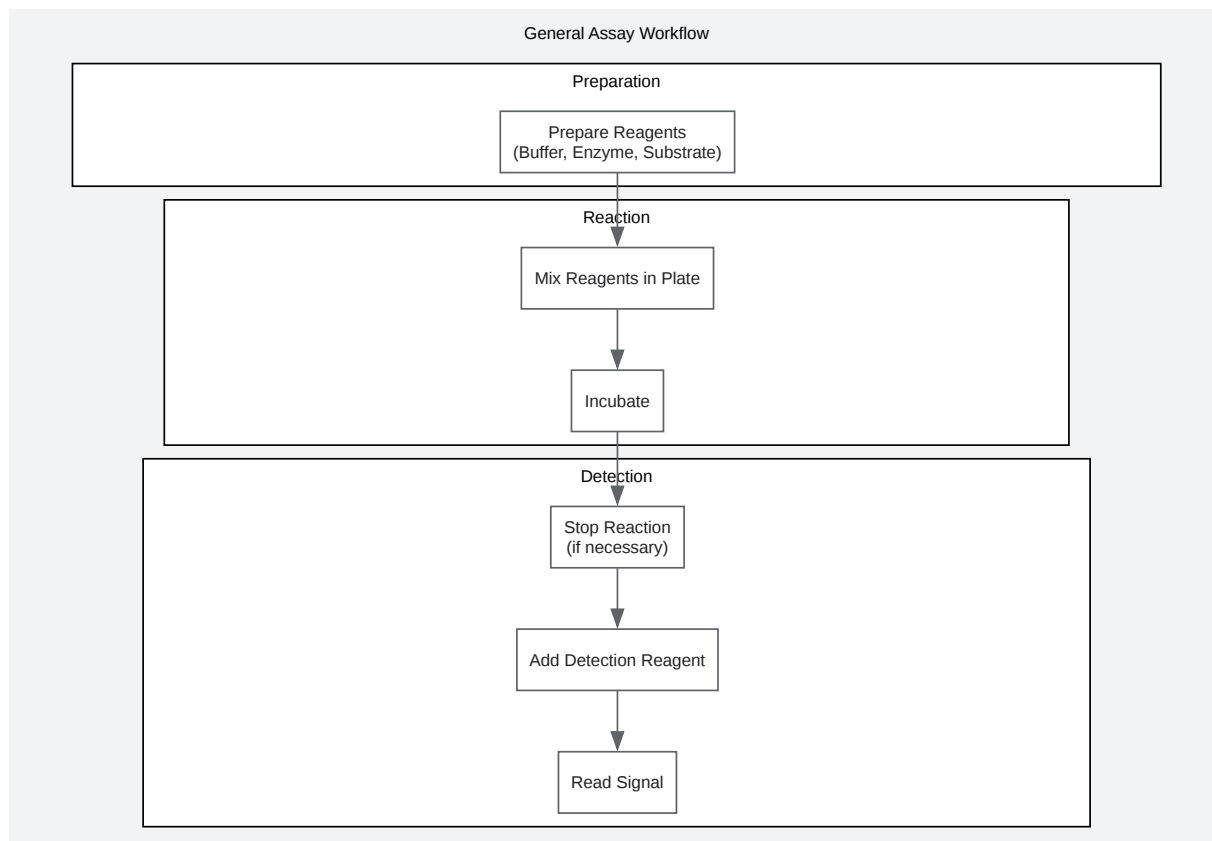 General Assay Workflow
Preparation
Prepare Reagents
(Buffer, Enzyme, Substrate)
Reaction
Mix Reagents in Plate
Incubate
Detection
Stop Reaction
(if necessary)
Add Detection Reagent
Read Signal